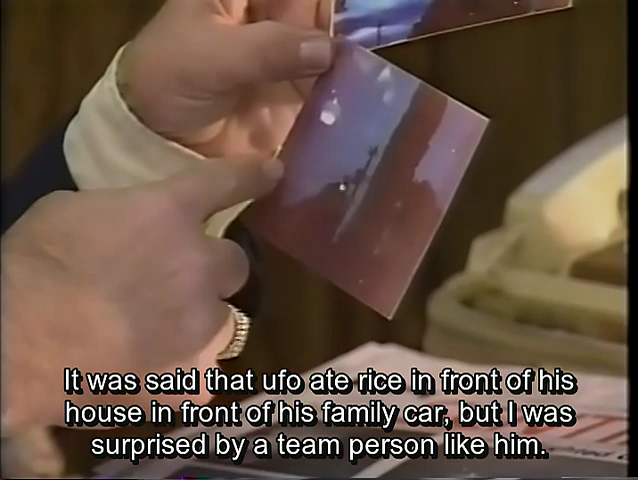 It was said that ufo ate rice in front of his
house in front of his family car, but I was
surprised by a team person like him.